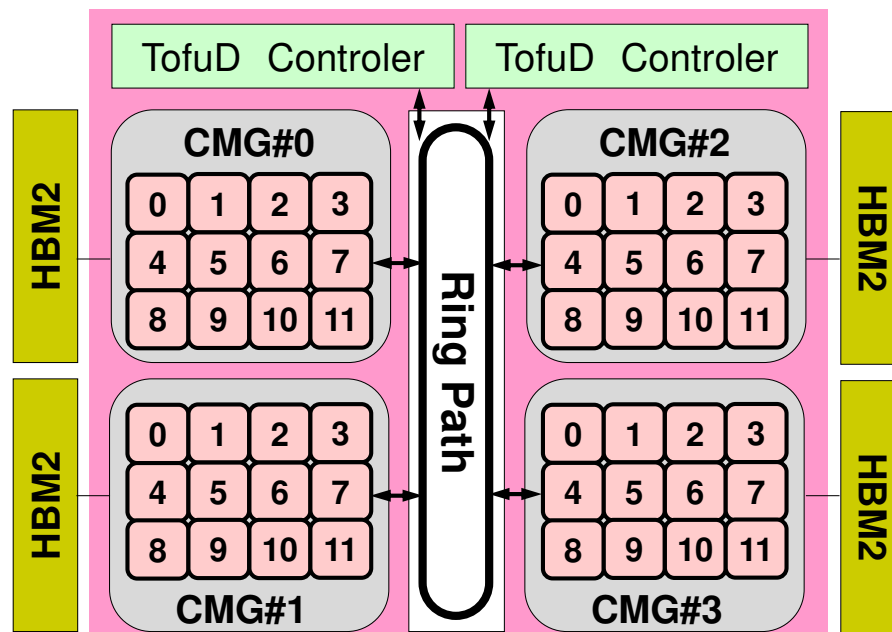 TofuD Controler
TofuD Controler
HBM2
CMG#0
0 1 2 3
4 5 6 7
8 9 10 11
Ring Path
CMG#2
0 1 2 3
4 5 6 7
8 9 10 11
HBM2
HBM2
0 1 2 3
4 5 6 7
8 9 10 11
CMG#1
0 1 2 3
4 5 6 7
8 9 10 11
CMG#3
HBM2